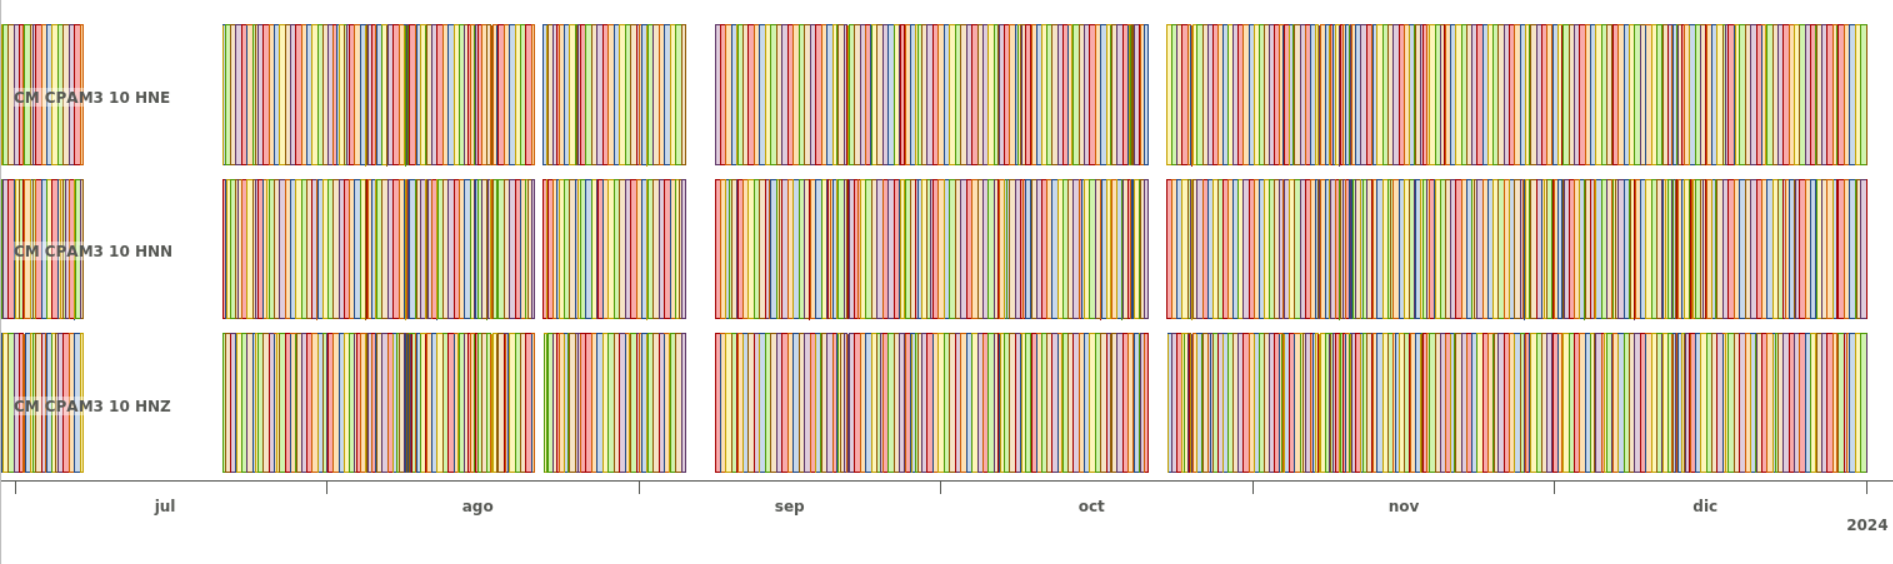 CM CPAM3 10 HNE
CM CPAM3 10 HNN
CM CPAM3 10 HNZ
jul ago sep oct nov dic
2024